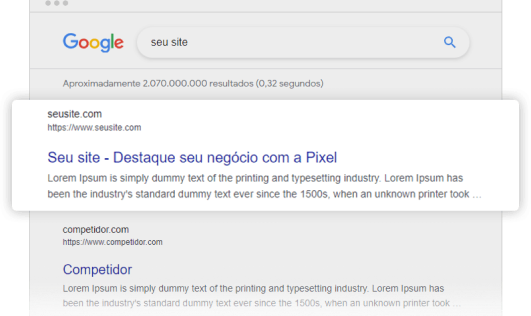 Google
seu site
Aproximadamente 2.070.000.000 resultados (0,32 segundos)
seusite.com
https://www.seusite.com
Seu site - Destaque seu negócio com a Pixel
Lorem Ipsum is simply dummy text of the printing and typesetting industry. Lorem Ipsum has
been the industry's standard dummy text ever since the 1500s, when an unknown printer took ...
competidor.com
https://www.competidor.com
Competidor
Lorem Ipsum is simply dummy text of the printing and typesetting industry. Lorem Ipsum has
been the industry's standard dummy text ever since the 1500s, when an unknown printer took ...